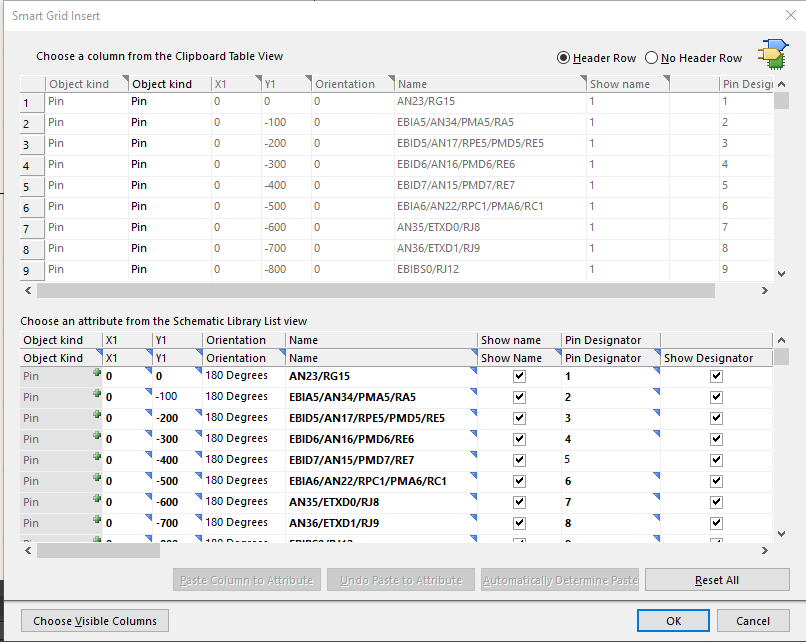 Smart Grid Insert
Choose a column from the Clipboard Table View
Header Row No Header Row
Object kind Object kind X1 Y1 Orientation Name Show name Pin Desig
1 Pin Pin 0 0 0 AN23/RG15 1 1
2 Pin Pin 0 -100 0 EBIA5/AN34/PMA5/RA5 1 2
3 Pin Pin 0 -200 0 EBID5/AN17/RPE5/PMD5/RE5 1 3
4 Pin Pin 0 -300 0 EBID6/AN16/PMD6/RE6 1 4
5 Pin Pin 0 -400 0 EBID7/AN15/PMD7/RE7 1 5
6 Pin Pin 0 -500 0 EBIA6/AN22/RPC1/PMA6/RC1 1 6
7 Pin Pin 0 -600 0 AN35/ETXD0/RJ8 1 7
8 Pin Pin 0 -700 0 AN36/ETXD1/RJ9 1 8
9 Pin Pin 0 -800 0 EBIBS0/RJ12 1 9
Choose an attribute from the Schematic Library List view
Object kind X1 Y1 Orientation Name Show name Pin Designator
Object Kind X1 Y1 Orientation Name Show Name Pin Designator Show Designator
Pin 0 0 180 Degrees AN23/RG15 1
Pin 0 -100 180 Degrees EBIA5/AN34/PMA5/RA5 2
Pin 0 -200 180 Degrees EBID5/AN17/RPE5/PMD5/RE5 3
Pin 0 -300 180 Degrees EBID6/AN16/PMD6/RE6 4
Pin 0 -400 180 Degrees EBID7/AN15/PMD7/RE7 5
Pin 0 -500 180 Degrees EBIA6/AN22/RPC1/PMA6/RC1 6
Pin 0 -600 180 Degrees AN35/ETXD0/RJ8 7
Pin 0 -700 180 Degrees AN36/ETXD1/RJ9 8
Paste Column to Attribute Undo Paste to Attribute Automatically Determine Paste Reset All
Choose Visible Columns OK Cancel